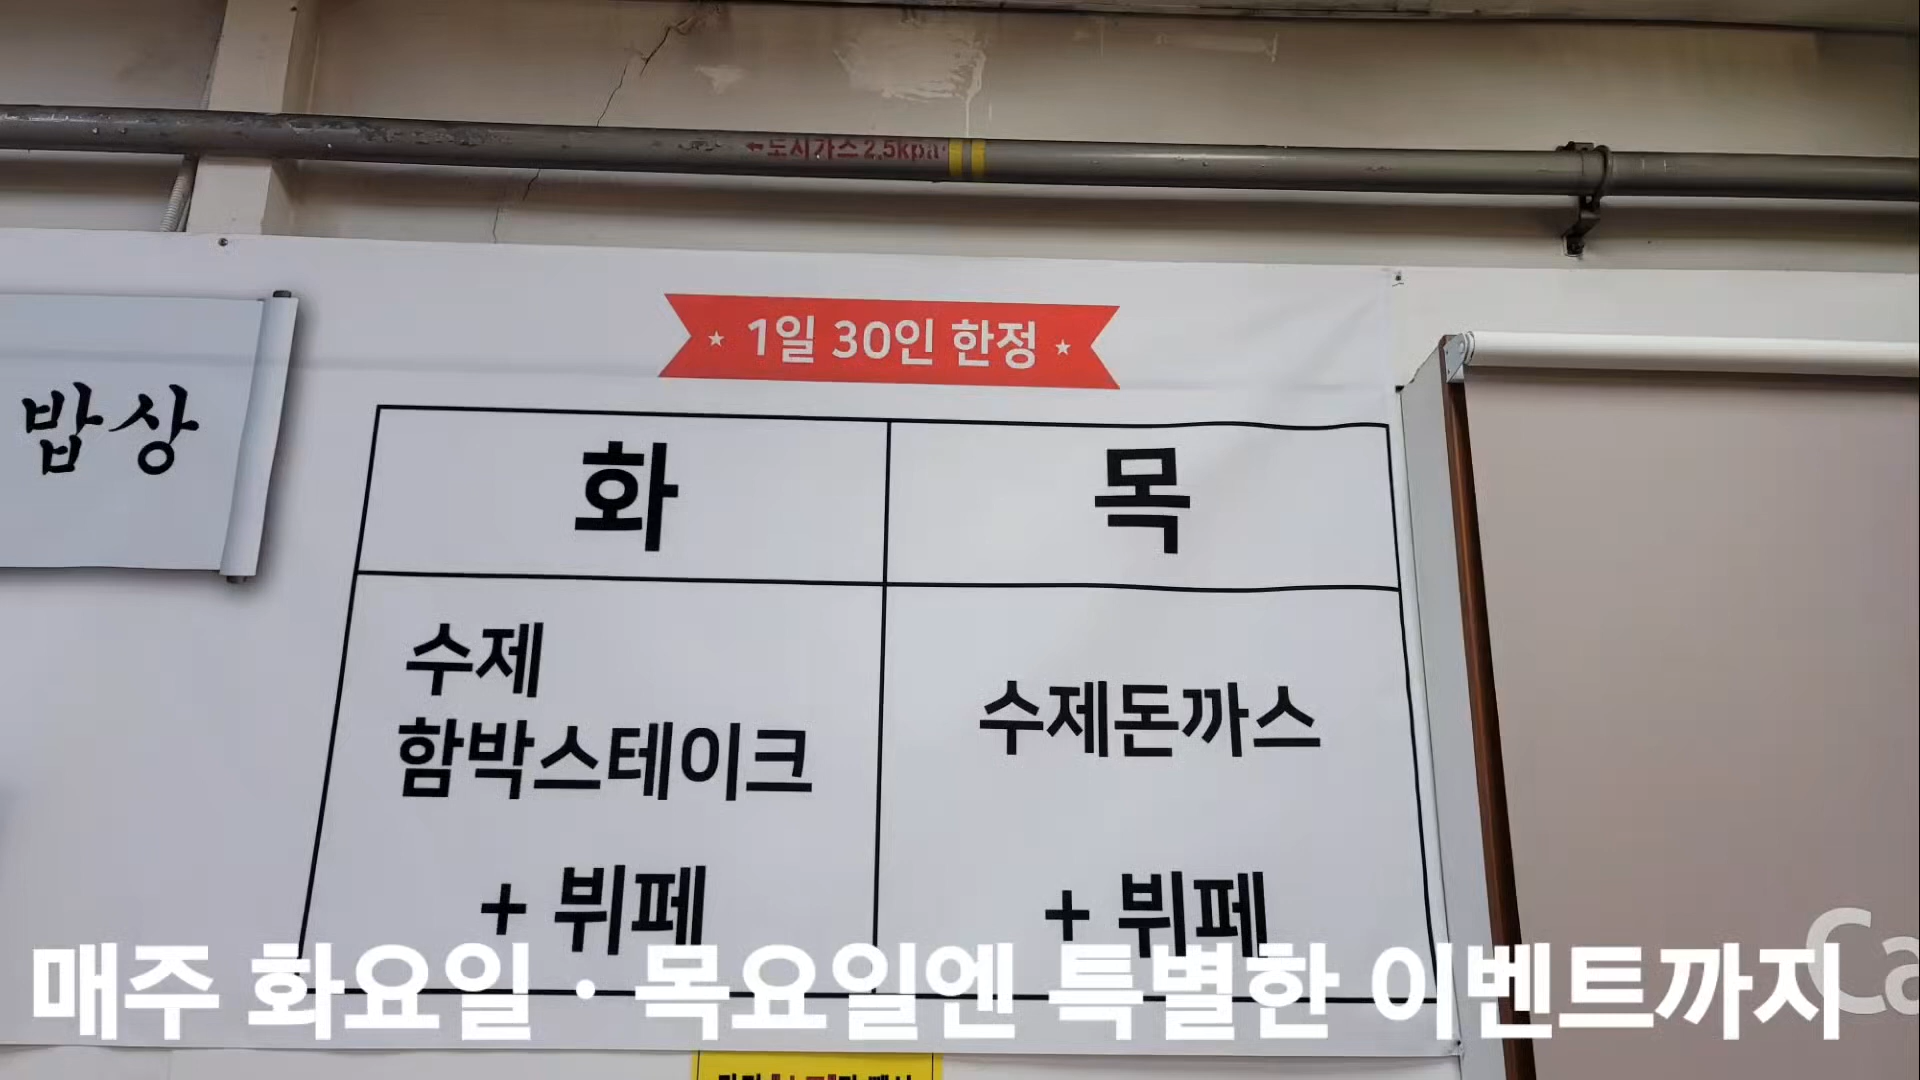 ←도시가스 2,5kpa
밥상
1일 30인 한정
화
목
수제
함박스테이크
+ 뷔페
수제돈까스
+ 뷔페
매주 화요일 · 목요일엔 특별한 이벤트까지
Ca